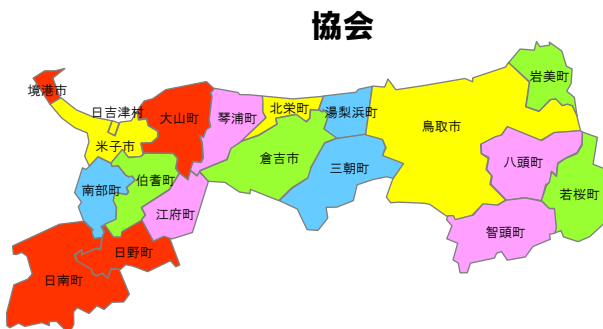 協会
境港市
日吉津村
米子市
大山町
琴浦町
北栄町
湯梨浜町
鳥取市
岩美町
南部町
伯耆町
倉吉市
三朝町
八頭町
若桜町
江府町
智頭町
日野町
日南町